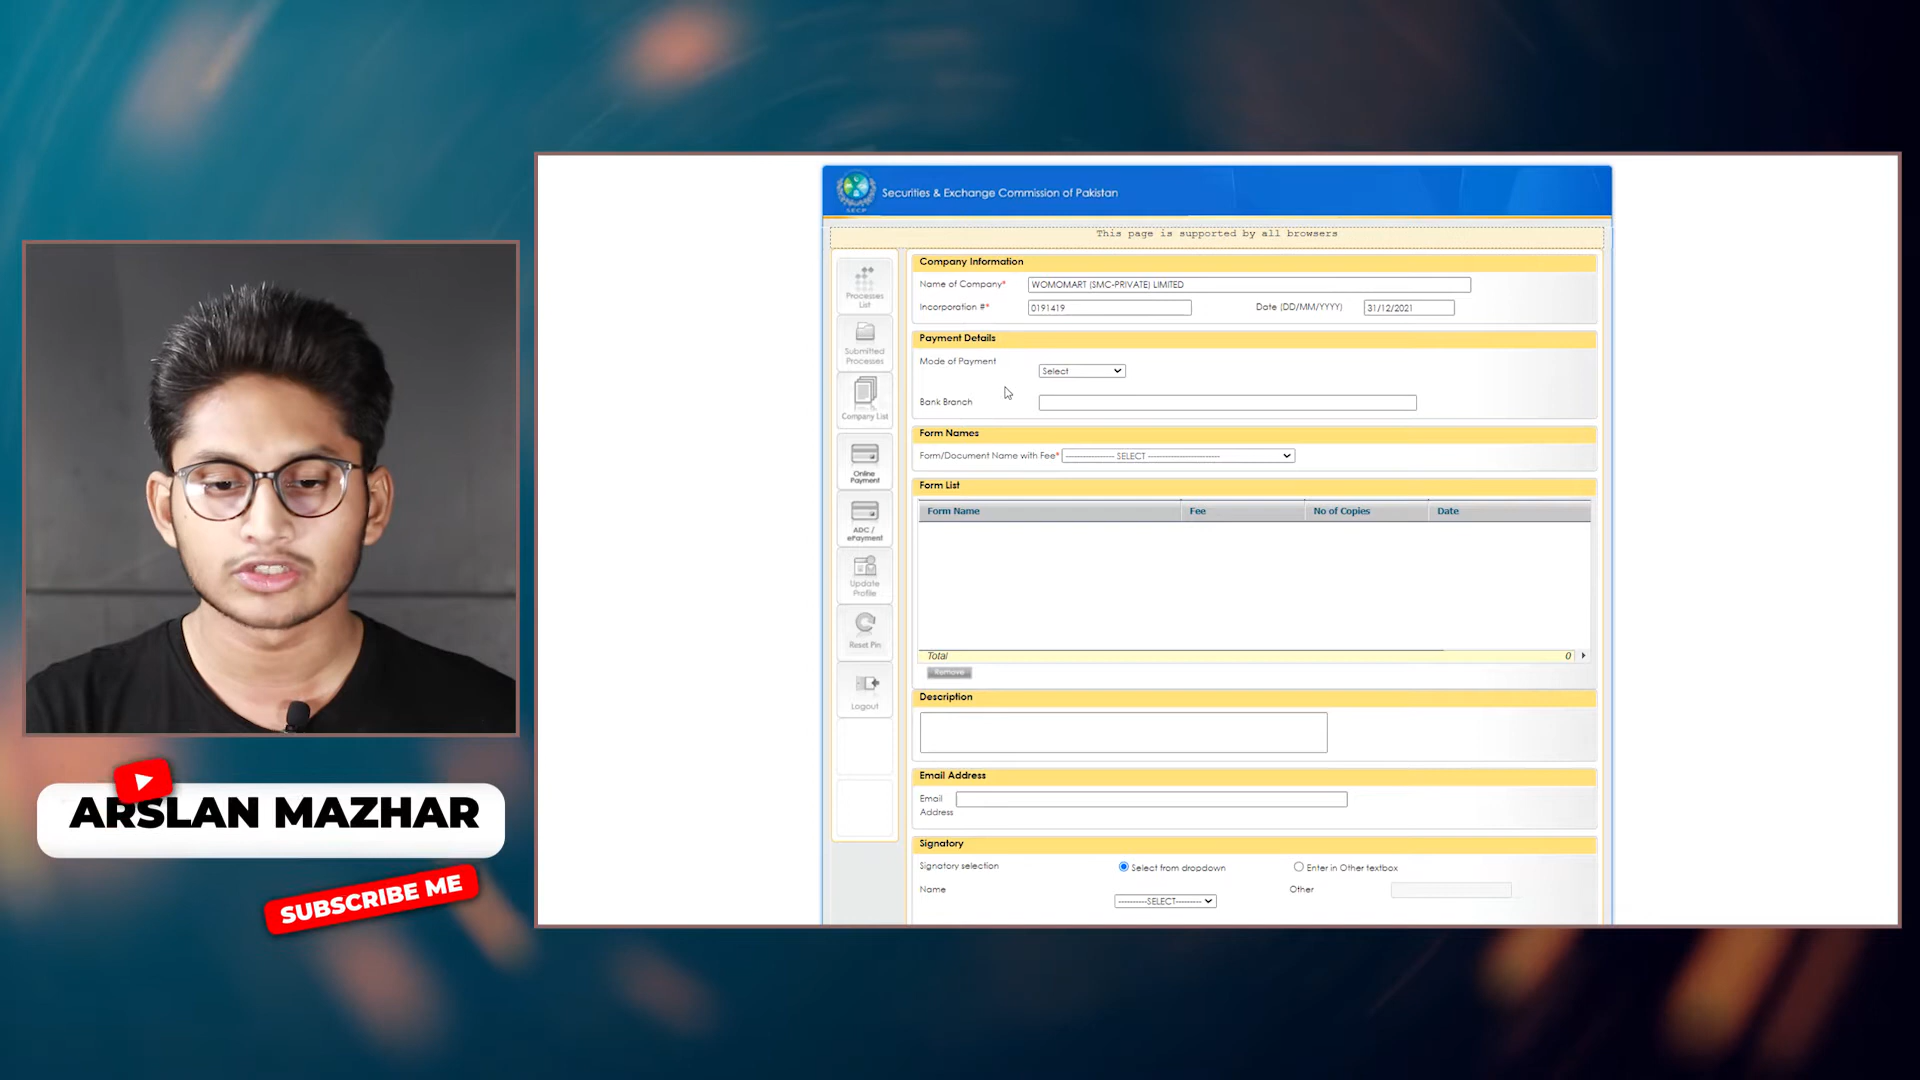 SECP
Securities & Exchange Commission of Pakistan
This page is supported by all browsers
Processes List
Submitted Processes
Company List
Online Payment
ADC / ePayment
Update Profile
Reset Pin
Logout
Company Information
Name of Company* WOMOMART (SMC-PRIVATE) LIMITED
Incorporation #* 0191419 Date (DD/MM/YYYY) 31/12/2021
Payment Details
Mode of Payment Select
Bank Branch
Form Names
Form/Document Name with Fee* ---------------- SELECT ------------------------
Form List
Form Name Fee No of Copies Date
Total 0
Remove
Description
Email Address
Email Address
Signatory
Signatory selection Select from dropdown Enter in Other textbox
Name ----------SELECT--------- Other
ARSLAN MAZHAR
SUBSCRIBE ME